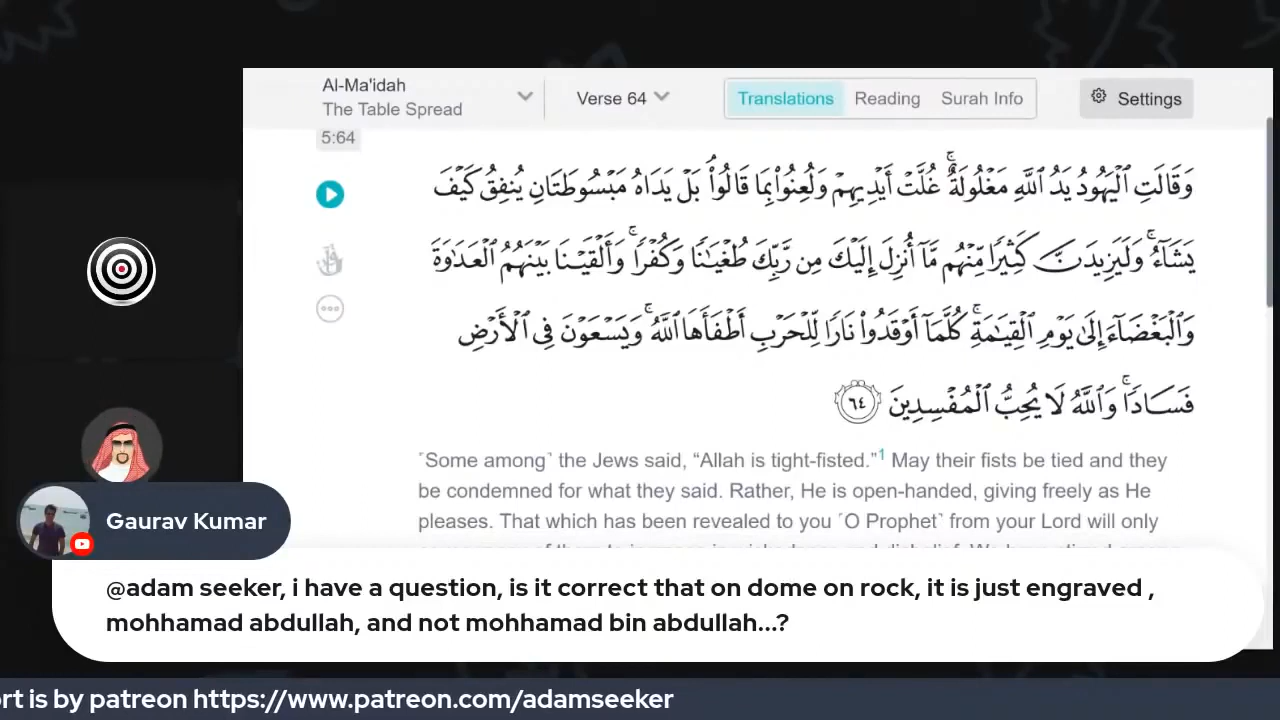 Al-Ma'idah
The Table Spread
Verse 64
Translations
Reading
Surah Info
Settings
5:64
وَقَالَتِ ٱلْيَهُودُ يَدُ ٱللَّهِ مَغْلُولَةٌ ۚ غُلَّتْ أَيْدِيهِمْ وَلُعِنُوا۟ بِمَا قَالُوا۟ ۘ بَلْ يَدَاهُ مَبْسُوطَتَانِ يُنفِقُ كَيْفَ
يَشَآءُ ۚ وَلَيَزِيدَنَّ كَثِيرًا مِّنْهُم مَّآ أُنزِلَ إِلَيْكَ مِن رَّبِّكَ طُغْيَـٰنًا وَكُفْرًا ۚ وَأَلْقَيْنَا بَيْنَهُمُ ٱلْعَدَٰوَةَ
وَٱلْبَغْضَآءَ إِلَىٰ يَوْمِ ٱلْقِيَـٰمَةِ ۚ كُلَّمَآ أَوْقَدُوا۟ نَارًا لِّلْحَرْبِ أَطْفَأَهَا ٱللَّهُ ۚ وَيَسْعَوْنَ فِى ٱلْأَرْضِ
فَسَادًا ۚ وَٱللَّهُ لَا يُحِبُّ ٱلْمُفْسِدِينَ ٦٤
˹Some among˺ the Jews said, “Allah is tight-fisted.”1 May their fists be tied and they
be condemned for what they said. Rather, He is open-handed, giving freely as He
pleases. That which has been revealed to you ˹O Prophet˺ from your Lord will only
Gaurav Kumar
@adam seeker, i have a question, is it correct that on dome on rock, it is just engraved ,
mohhamad abdullah, and not mohhamad bin abdullah...?
rt is by patreon https://www.patreon.com/adamseeker